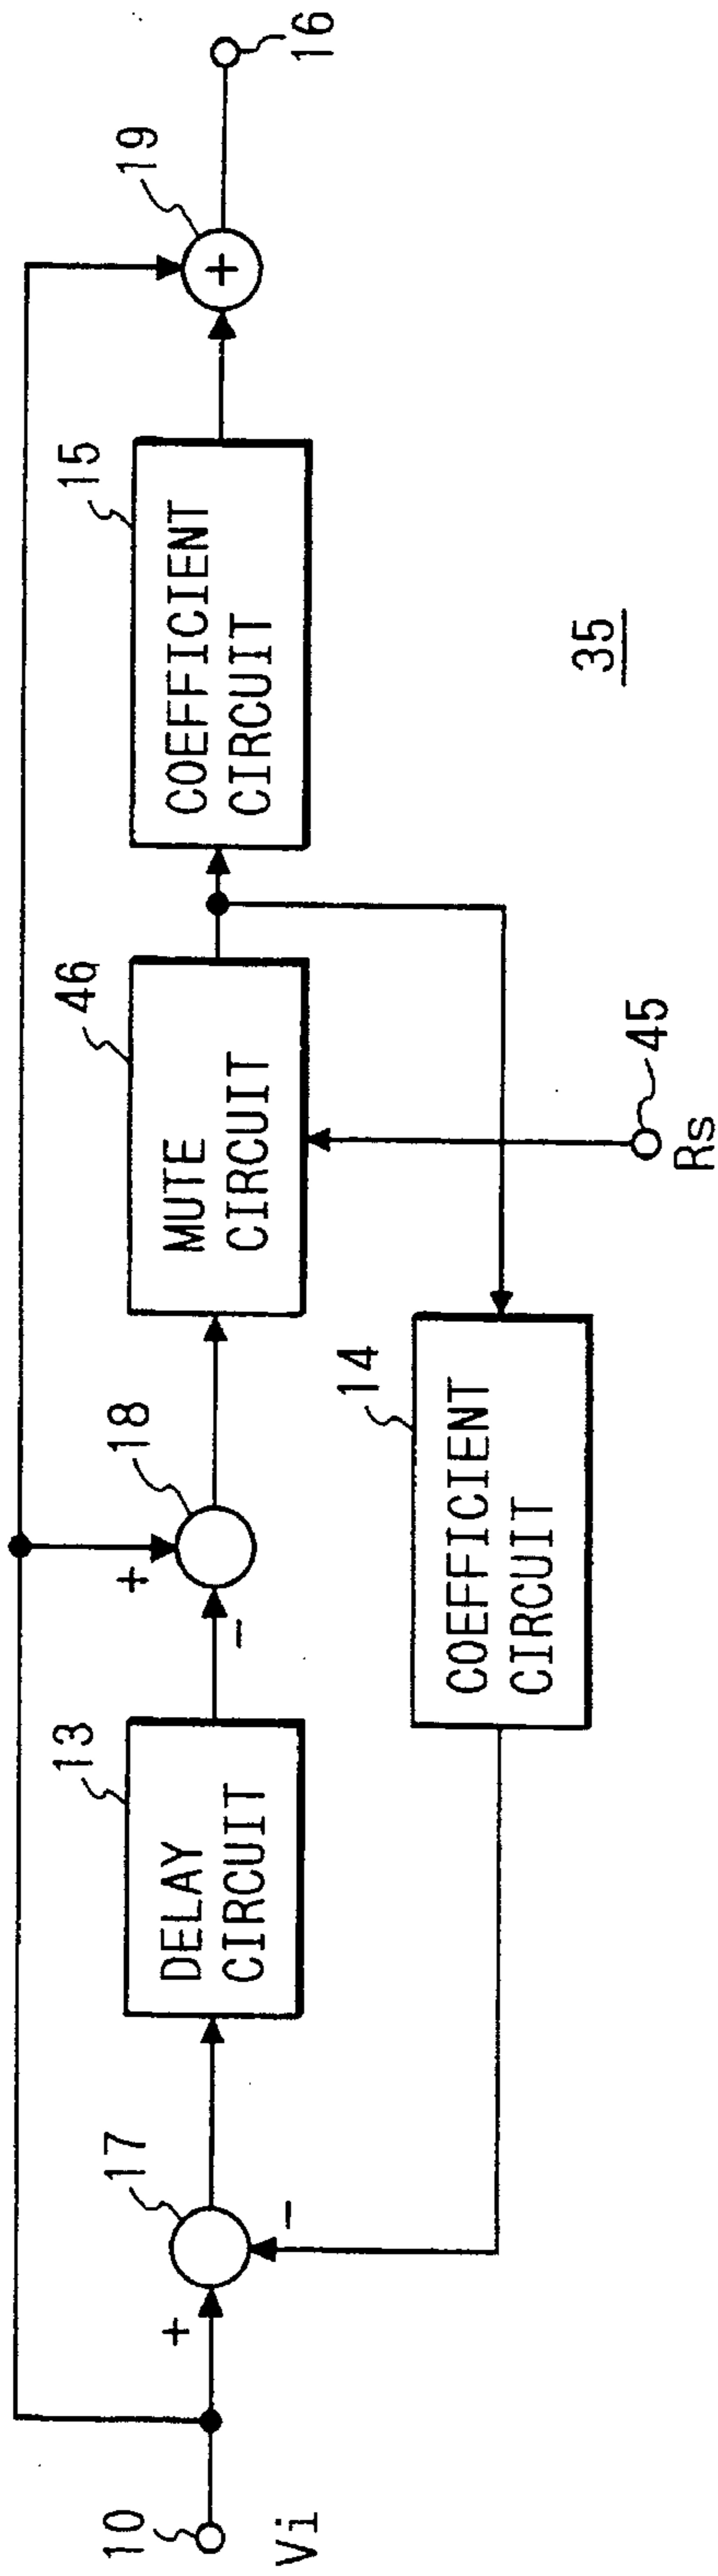 10
Vi
+
17
-
13
DELAY
CIRCUIT
-
+
18
46
MUTE
CIRCUIT
45
Rs
14
COEFFICIENT
CIRCUIT
15
COEFFICIENT
CIRCUIT
19
+
16
35